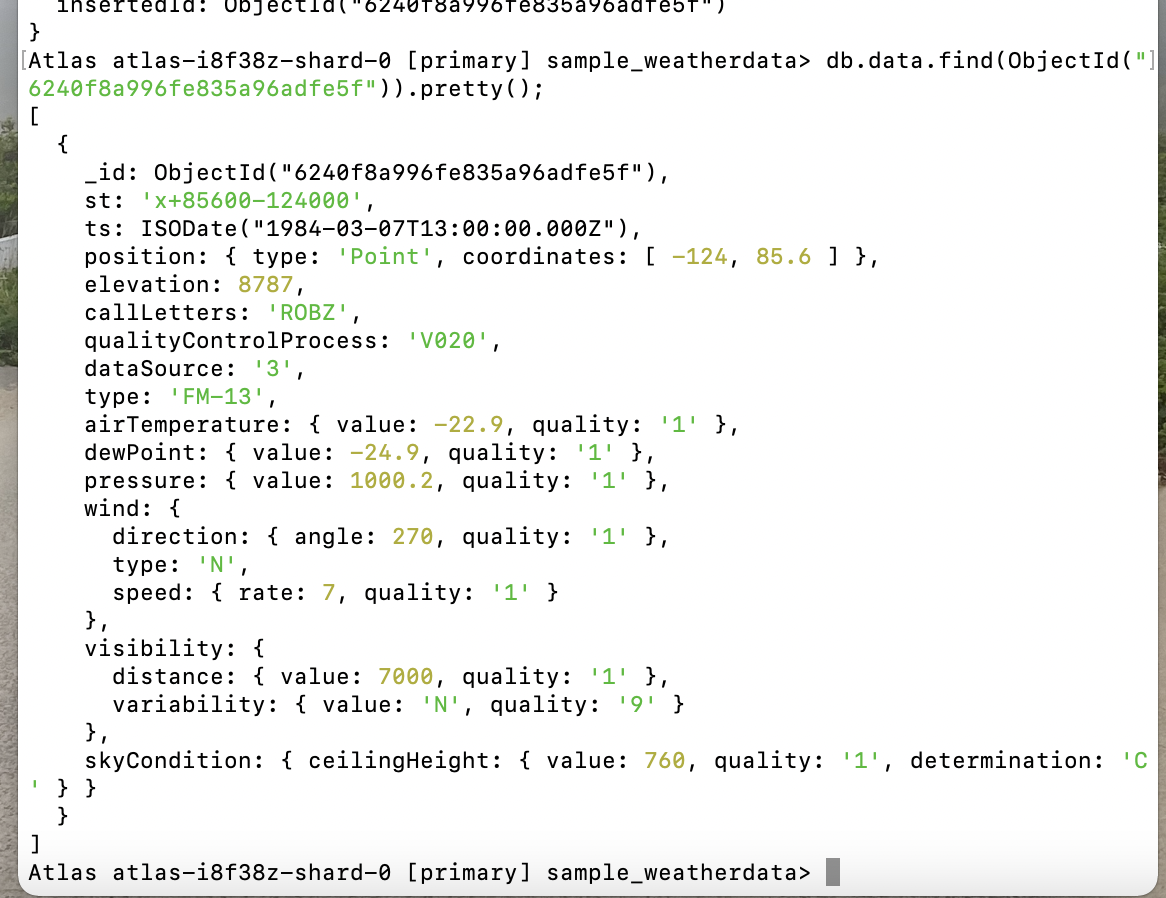 insertedId: ObjectId("6240f8a996fe835a96adfe5f")
}
[Atlas atlas-i8f38z-shard-0 [primary] sample_weatherdata> db.data.find(ObjectId("]
6240f8a996fe835a96adfe5f")).pretty();
[
  {
    _id: ObjectId("6240f8a996fe835a96adfe5f"),
    st: 'x+85600-124000',
    ts: ISODate("1984-03-07T13:00:00.000Z"),
    position: { type: 'Point', coordinates: [ -124, 85.6 ] },
    elevation: 8787,
    callLetters: 'ROBZ',
    qualityControlProcess: 'V020',
    dataSource: '3',
    type: 'FM-13',
    airTemperature: { value: -22.9, quality: '1' },
    dewPoint: { value: -24.9, quality: '1' },
    pressure: { value: 1000.2, quality: '1' },
    wind: {
      direction: { angle: 270, quality: '1' },
      type: 'N',
      speed: { rate: 7, quality: '1' }
    },
    visibility: {
      distance: { value: 7000, quality: '1' },
      variability: { value: 'N', quality: '9' }
    },
    skyCondition: { ceilingHeight: { value: 760, quality: '1', determination: 'C
' } }
  }
]
Atlas atlas-i8f38z-shard-0 [primary] sample_weatherdata>